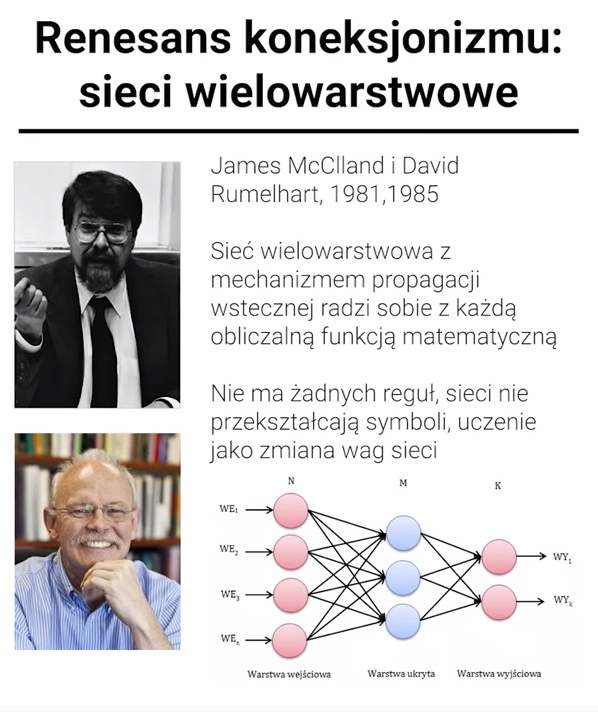 Renesans koneksjonizmu:
sieci wielowarstwowe
James McClland i David
Rumelhart, 1981,1985
Sieć wielowarstwowa z
mechanizmem propagacji
wstecznej radzi sobie z każdą
obliczalną funkcją matematyczną
Nie ma żadnych reguł, sieci nie
przekształcają symboli, uczenie
jako zmiana wag sieci
N M K
WE₁
WE₂
WE₃
WEₙ
WY₁
WYₖ
Warstwa wejściowa Warstwa ukryta Warstwa wyjściowa